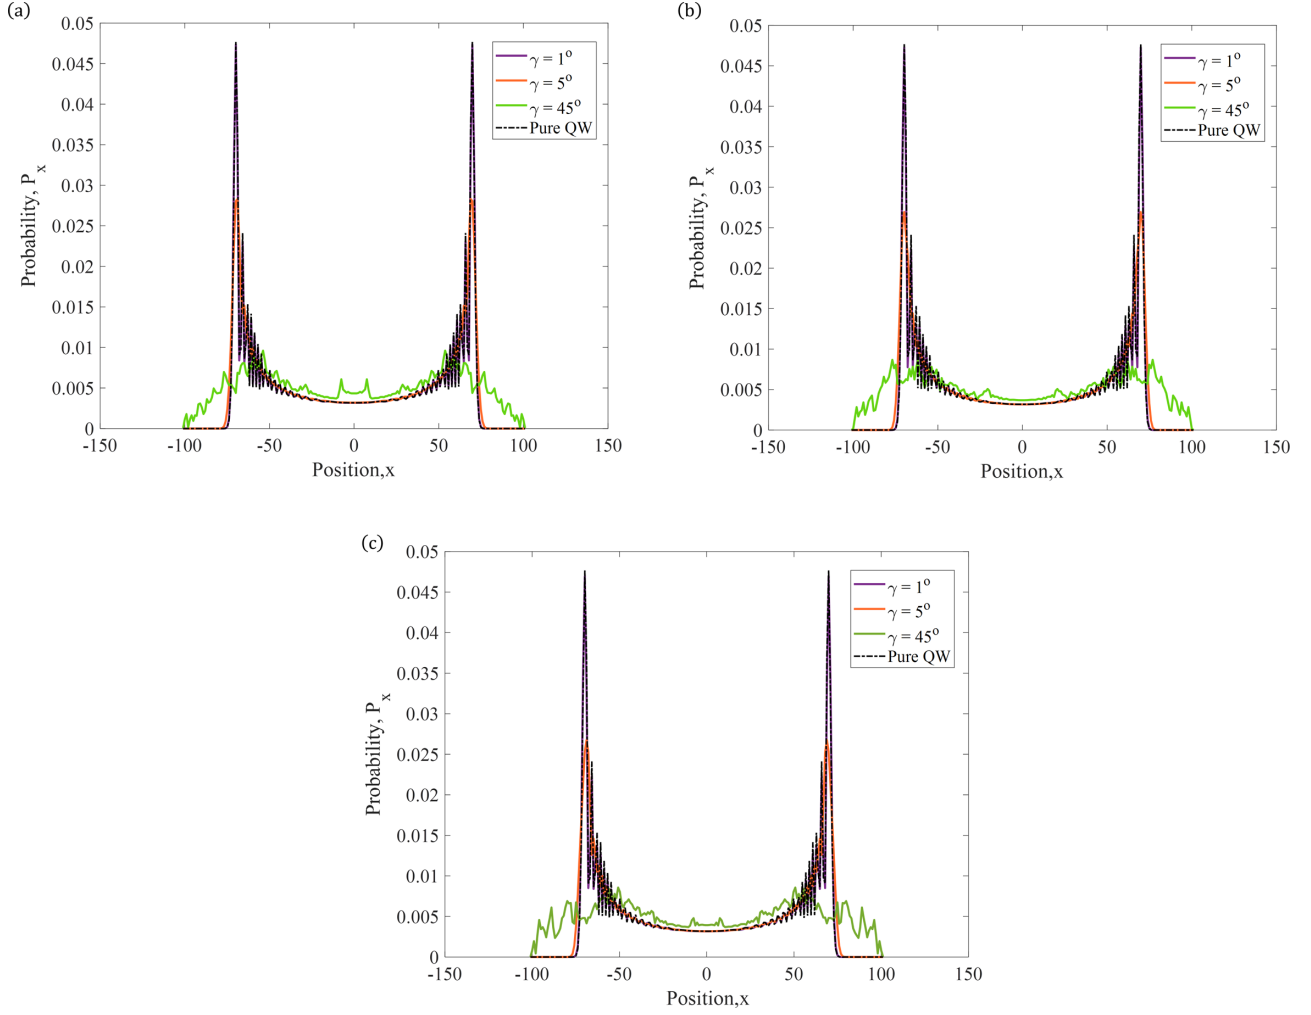 (a)
0.05
0.045
0.04
0.035
0.03
0.025
0.02
0.015
0.01
0.005
0
-150
-100
-50
0
50
100
150
Probability, Pₓ
Position,x
γ = 1°
γ = 5°
γ = 45°
Pure QW
(b)
0.05
0.045
0.04
0.035
0.03
0.025
0.02
0.015
0.01
0.005
0
-150
-100
-50
0
50
100
150
Probability, Pₓ
Position,x
γ = 1°
γ = 5°
γ = 45°
Pure QW
(c)
0.05
0.045
0.04
0.035
0.03
0.025
0.02
0.015
0.01
0.005
0
-150
-100
-50
0
50
100
150
Probability, Pₓ
Position,x
γ = 1°
γ = 5°
γ = 45°
Pure QW